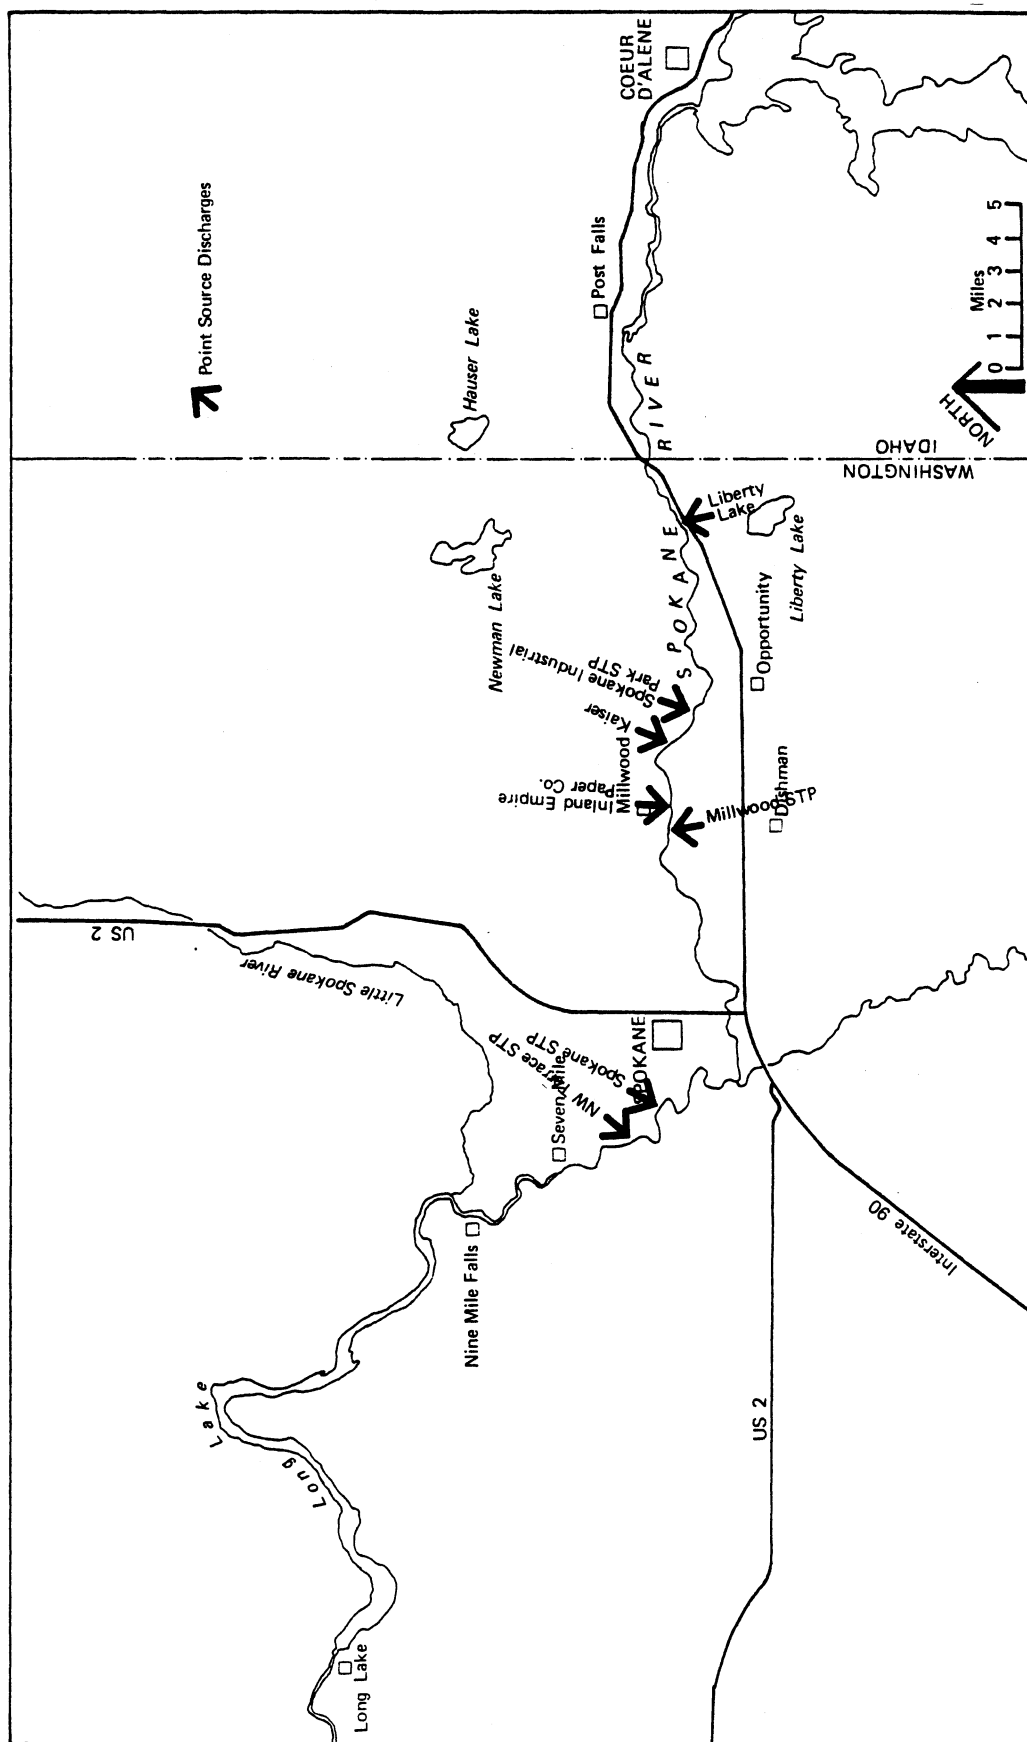 COEUR
D'ALENE
Point Source Discharges
Post Falls
Hauser Lake
RIVER
5
4
3
2
1
0
Miles
NORTH
IDAHO
WASHINGTON
Liberty
Lake
Liberty Lake
Newman Lake
SPOKANE
Opportunity
Spokane Industrial
Park STP
Kaiser
Millwood
Inland Empire
Paper Co.
Millwood STP
Dishman
US 2
Little Spokane River
SPOKANE
Spokane STP
NW Terrace STP
Seven Mile
Nine Mile Falls
Interstate 90
US 2
Long Lake
Long Lake